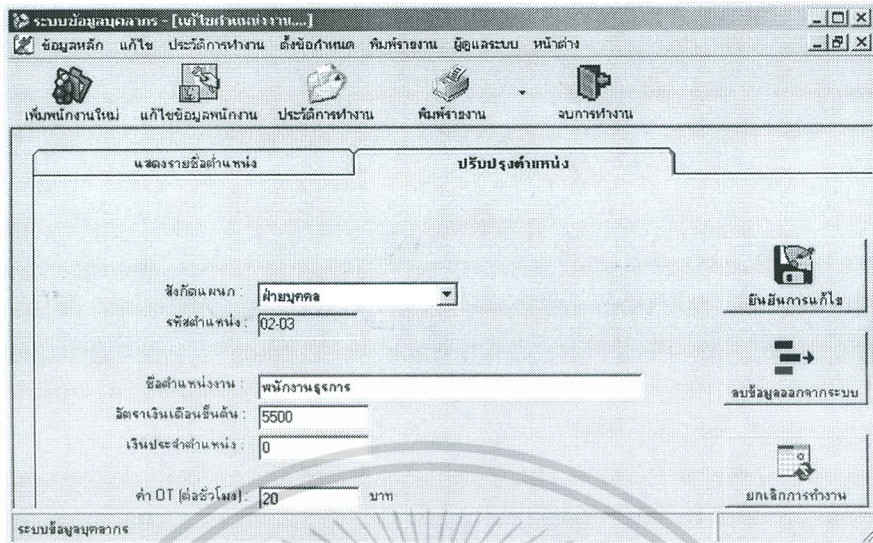 ระบบข้อมูลบุคลากร - [แก้ไขตำแหน่งงาน....]
ข้อมูลหลัก แก้ไข ประวัติการทำงาน ตั้งข้อกำหนด พิมพ์รายงาน ผู้ดูแลระบบ หน้าต่าง
เพิ่มพนักงานใหม่ แก้ไขข้อมูลพนักงาน ประวัติการทำงาน พิมพ์รายงาน จบการทำงาน
แสดงรายชื่อตำแหน่ง ปรับปรุงตำแหน่ง
สังกัดแผนก : ฝ่ายบุคคล
รหัสตำแหน่ง : 02-03
ชื่อตำแหน่งงาน : พนักงานธุรการ
อัตราเงินเดือนขั้นต้น : 5500
เงินประจำตำแหน่ง : 0
ค่า OT (ต่อชั่วโมง) : 20 บาท
ยืนยันการแก้ไข
ลบข้อมูลออกจากระบบ
ยกเลิกการทำงาน
ระบบข้อมูลบุคลากร